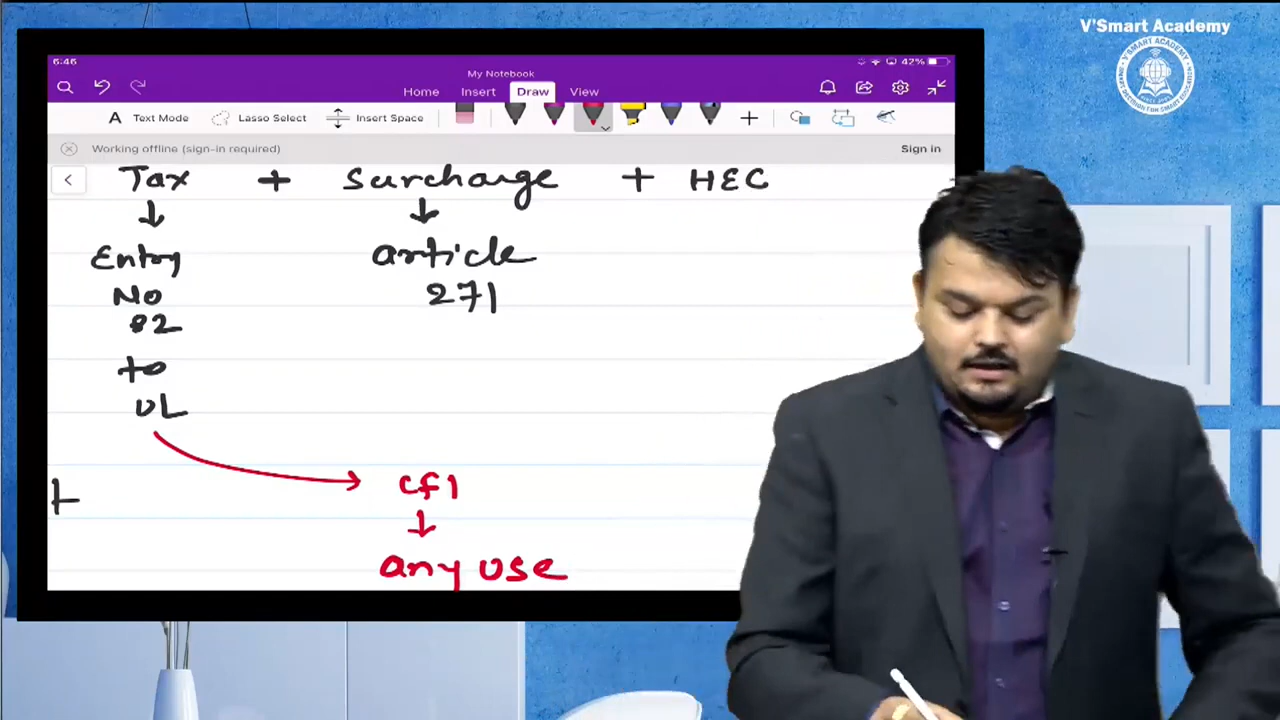 V'Smart Academy
6:46
42%
My Notebook
Home Insert Draw View
A Text Mode Lasso Select Insert Space
Working offline (sign-in required)
Sign in
Tax + Surcharge + HEC
Entry
No
82
to
UL
article
271
CFI
any use